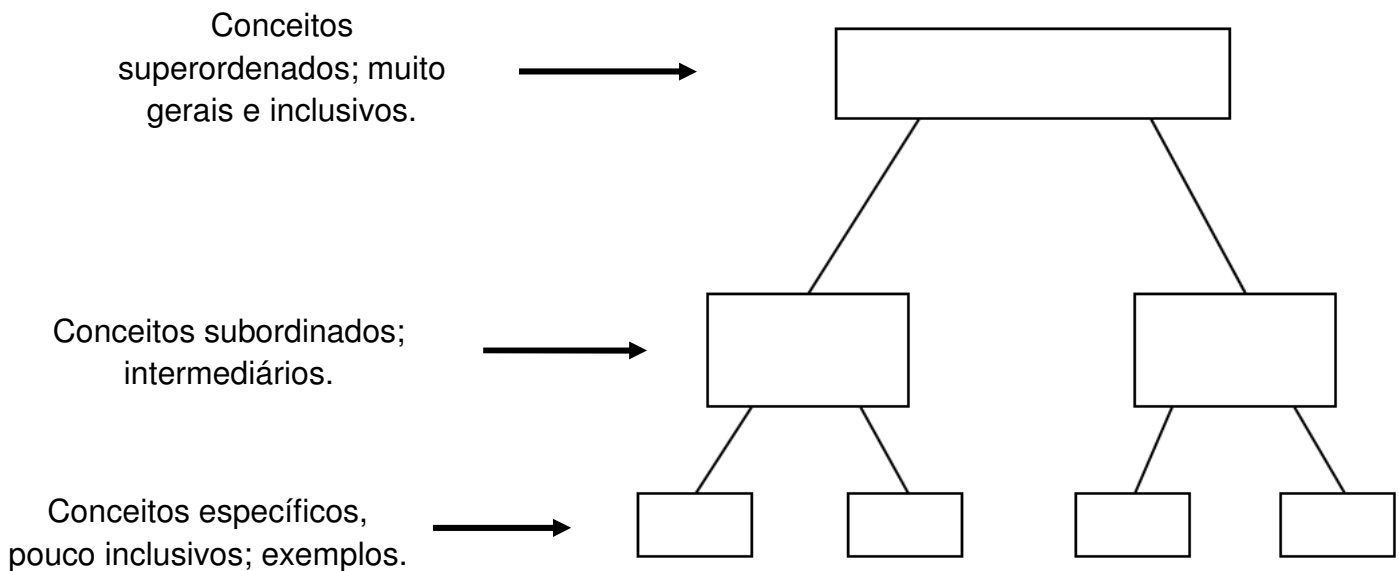 Conceitos
superordenados; muito
gerais e inclusivos.
Conceitos subordinados;
intermediários.
Conceitos específicos,
pouco inclusivos; exemplos.